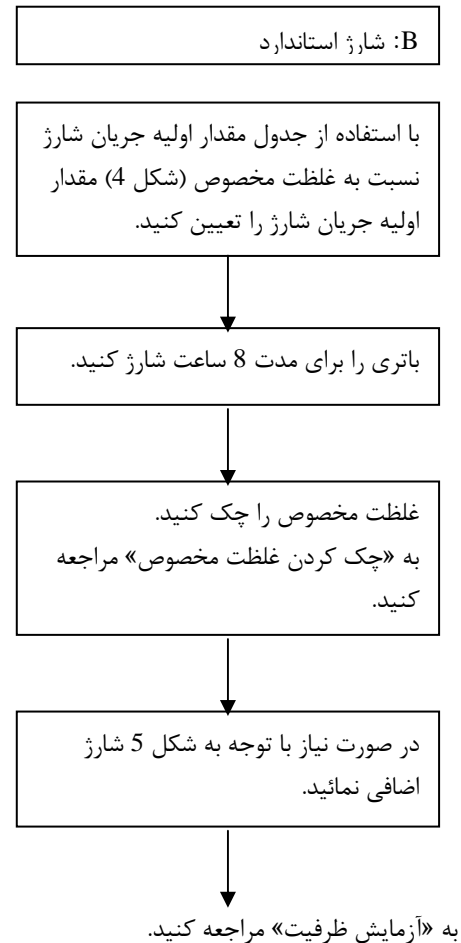 B: شارژ استاندارد
با استفاده از جدول مقدار اولیه جریان شارژ
نسبت به غلظت مخصوص (شکل 4) مقدار
اولیه جریان شارژ را تعیین کنید.
باتری را برای مدت 8 ساعت شارژ کنید.
غلظت مخصوص را چک کنید.
به «چک کردن غلظت مخصوص» مراجعه
کنید.
در صورت نیاز با توجه به شکل 5 شارژ
اضافی نمائید.
به «آزمایش ظرفیت» مراجعه کنید.